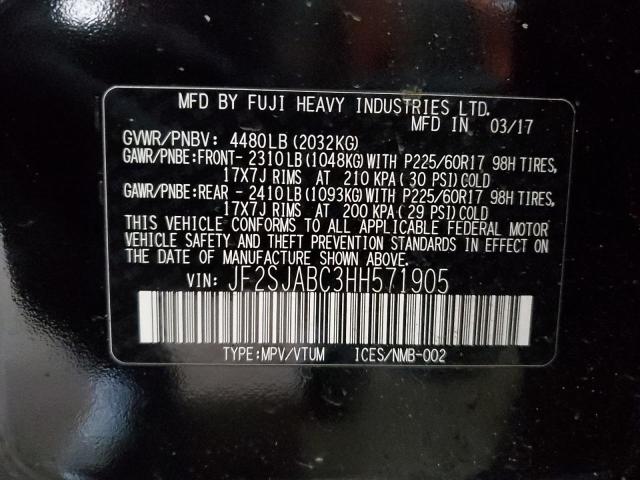 MFD BY FUJI HEAVY INDUSTRIES LTD.
MFD IN 03/17
GVWR/PNBV: 4480LB(2032KG)
GAWR/PNBE:FRONT- 2310LB(1048KG)WITH P225/60R17 98H TIRES,
17X7J RIMS AT 210 KPA( 30 PSI)COLD
GAWR/PNBE:REAR - 2410LB(1093KG)WITH P225/60R17 98H TIRES,
17X7J RIMS AT 200 KPA( 29 PSI)COLD
THIS VEHICLE CONFORMS TO ALL APPLICABLE FEDERAL MOTOR
VEHICLE SAFETY AND THEFT PREVENTION STANDARDS IN EFFECT ON
THE DATE OF MANUFACTURE SHOWN ABOVE.
VIN: JF2SJABC3HH571905
TYPE:MPV/VTUM ICES/NMB-002